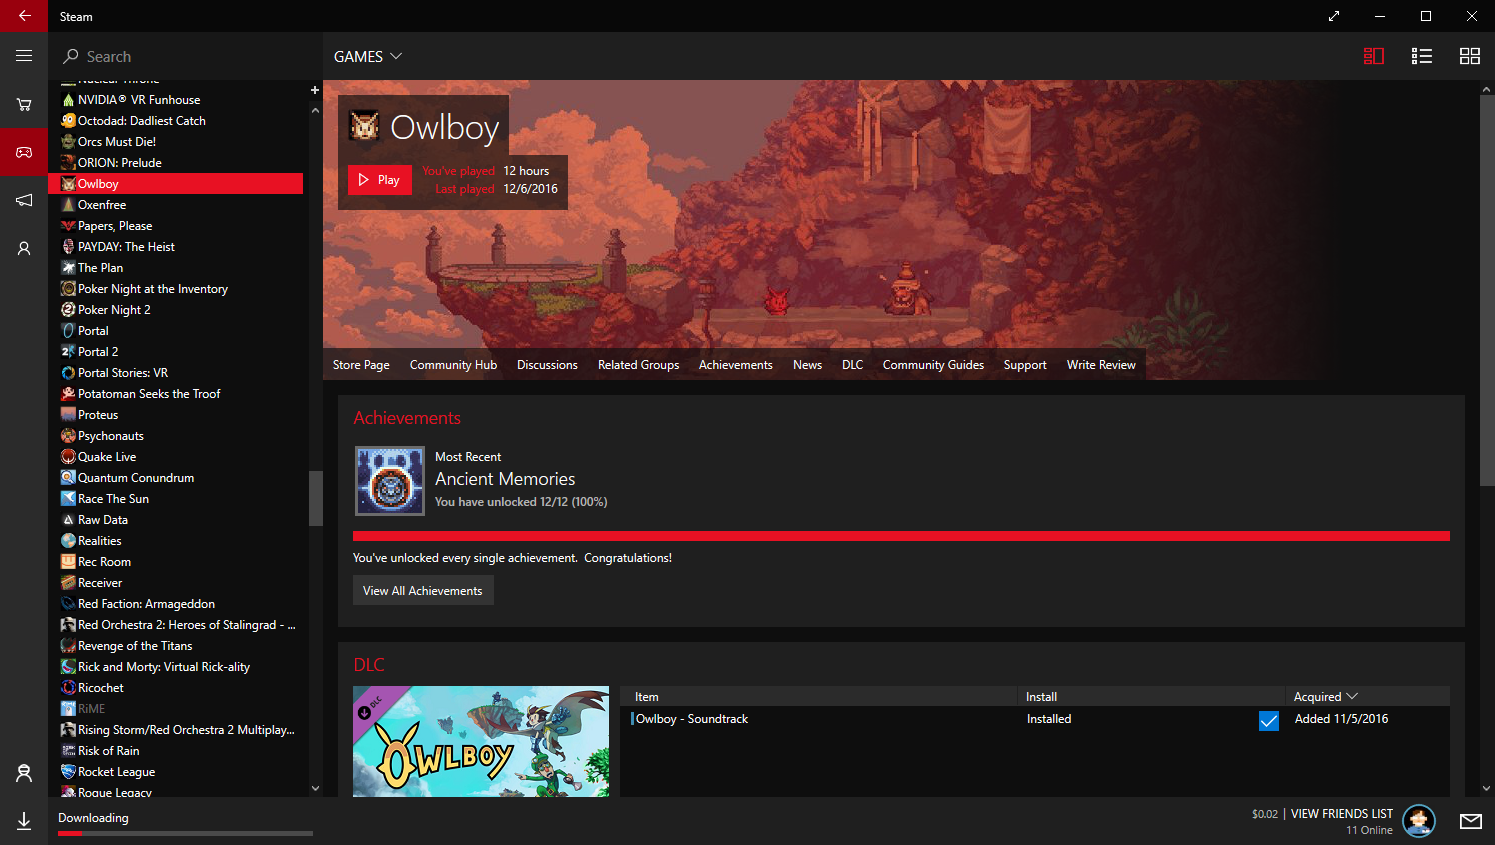 Steam
Search
GAMES
Nuclear Throne
NVIDIA® VR Funhouse
Octodad: Dadliest Catch
Orcs Must Die!
ORION: Prelude
Owlboy
Oxenfree
Papers, Please
PAYDAY: The Heist
The Plan
Poker Night at the Inventory
Poker Night 2
Portal
Portal 2
Portal Stories: VR
Potatoman Seeks the Troof
Proteus
Psychonauts
Quake Live
Quantum Conundrum
Race The Sun
Raw Data
Realities
Rec Room
Receiver
Red Faction: Armageddon
Red Orchestra 2: Heroes of Stalingrad - ...
Revenge of the Titans
Rick and Morty: Virtual Rick-ality
Ricochet
RiME
Rising Storm/Red Orchestra 2 Multiplay...
Risk of Rain
Rocket League
Rogue Legacy
Downloading
Owlboy
Play
You've played 12 hours
Last played 12/6/2016
Store Page Community Hub Discussions Related Groups Achievements News DLC Community Guides Support Write Review
Achievements
Most Recent
Ancient Memories
You have unlocked 12/12 (100%)
You've unlocked every single achievement. Congratulations!
View All Achievements
DLC
DLC
OWLBOY
Item Install Acquired
Owlboy - Soundtrack Installed Added 11/5/2016
$0.02 | VIEW FRIENDS LIST
11 Online